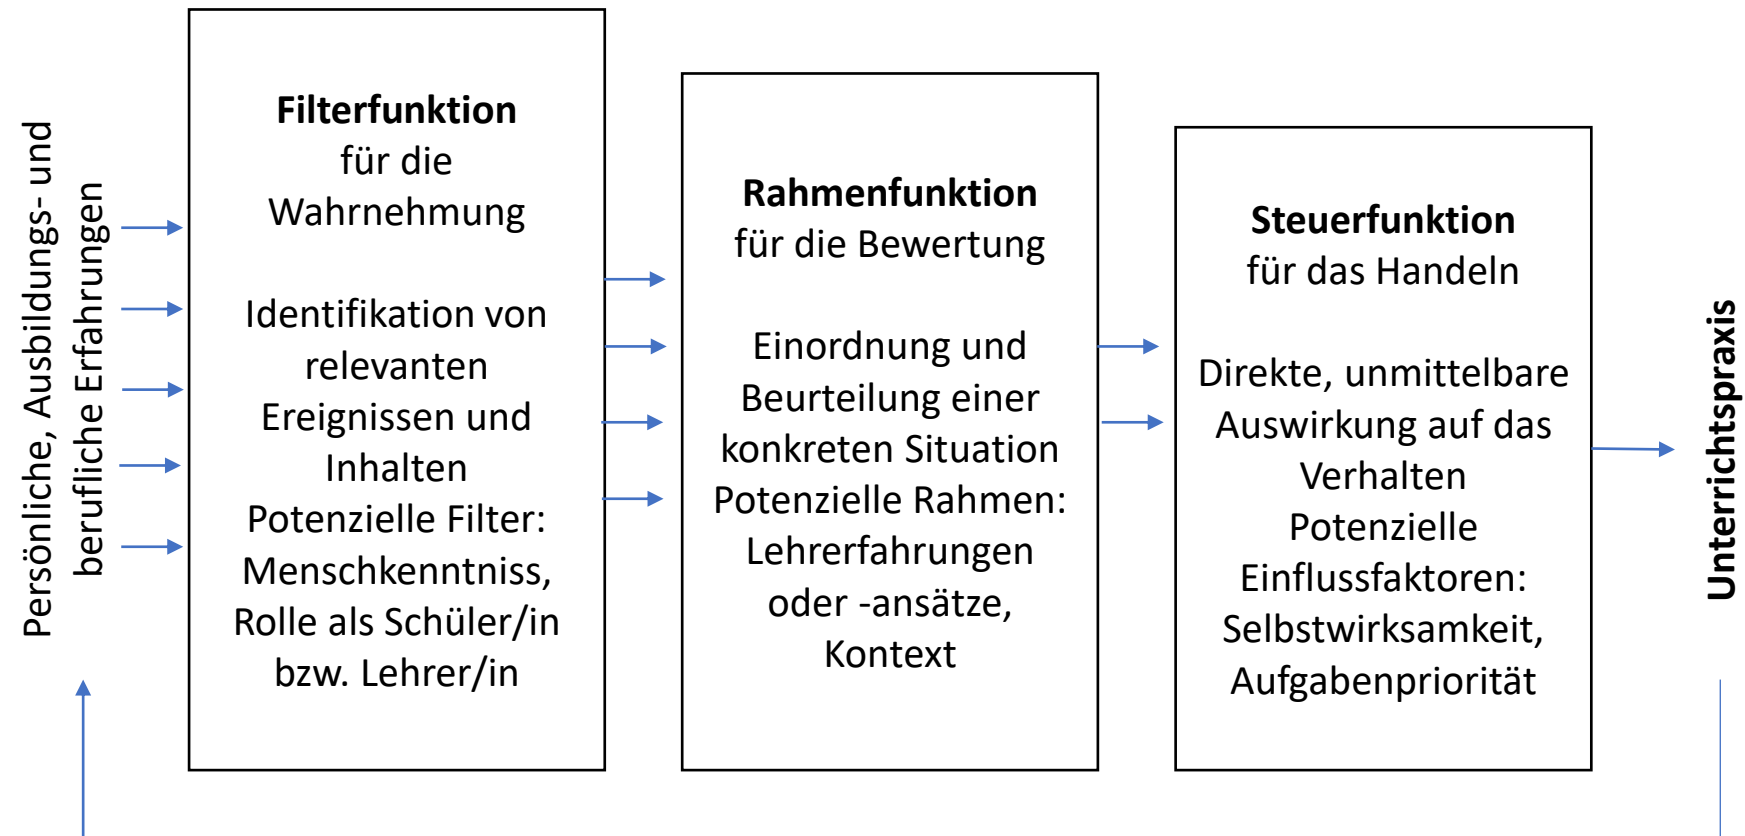 Persönliche, Ausbildungs- und
berufliche Erfahrungen
Filterfunktion
für die
Wahrnehmung
Identifikation von
relevanten
Ereignissen und
Inhalten
Potenzielle Filter:
Menschkenntniss,
Rolle als Schüler/in
bzw. Lehrer/in
Rahmenfunktion
für die Bewertung
Einordnung und
Beurteilung einer
konkreten Situation
Potenzielle Rahmen:
Lehrerfahrungen
oder -ansätze,
Kontext
Steuerfunktion
für das Handeln
Direkte, unmittelbare
Auswirkung auf das
Verhalten
Potenzielle
Einflussfaktoren:
Selbstwirksamkeit,
Aufgabenpriorität
Unterrichtspraxis